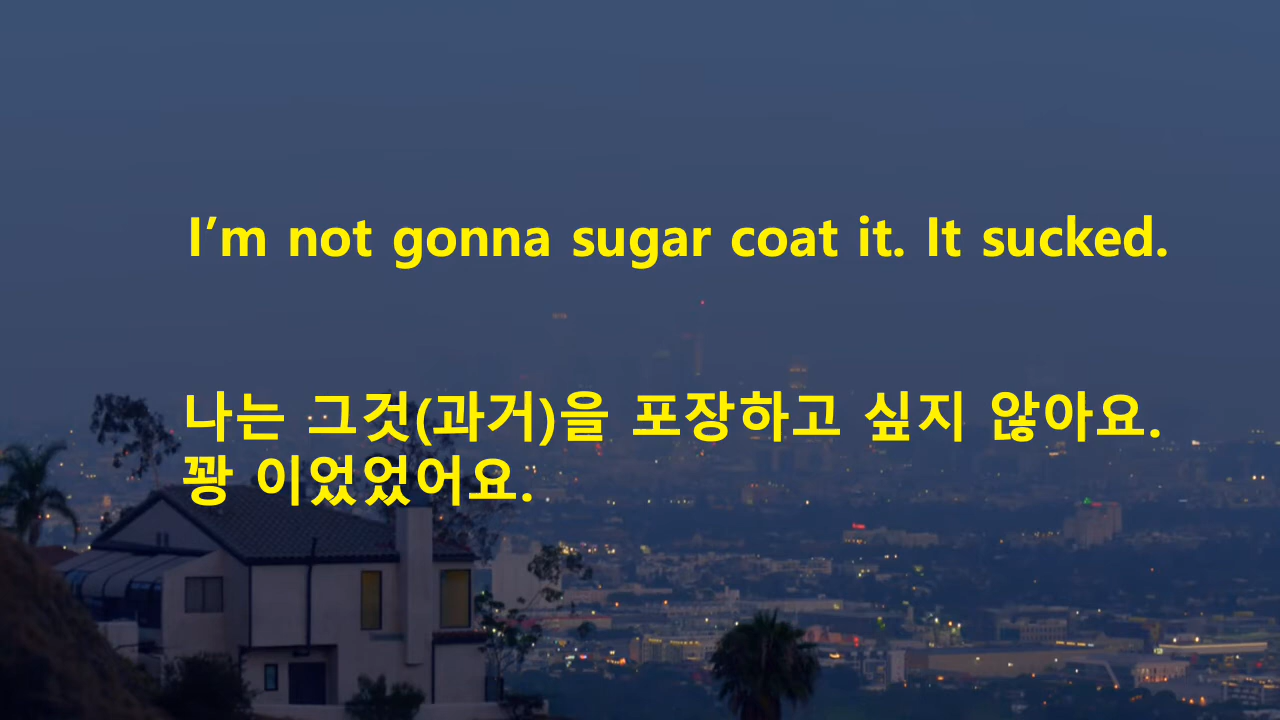 I’m not gonna sugar coat it. It sucked.
나는 그것(과거)을 포장하고 싶지 않아요.
꽝 이었었어요.